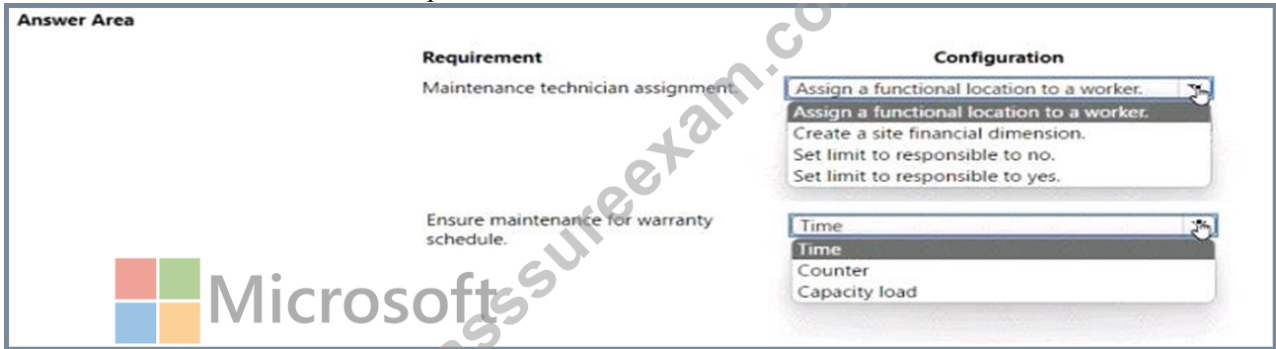 Answer Area
Requirement Configuration
Maintenance technician assignment. Assign a functional location to a worker.
Assign a functional location to a worker.
Create a site financial dimension.
Set limit to responsible to no.
Set limit to responsible to yes.
Ensure maintenance for warranty schedule. Time
Time
Counter
Capacity load
Microsoft